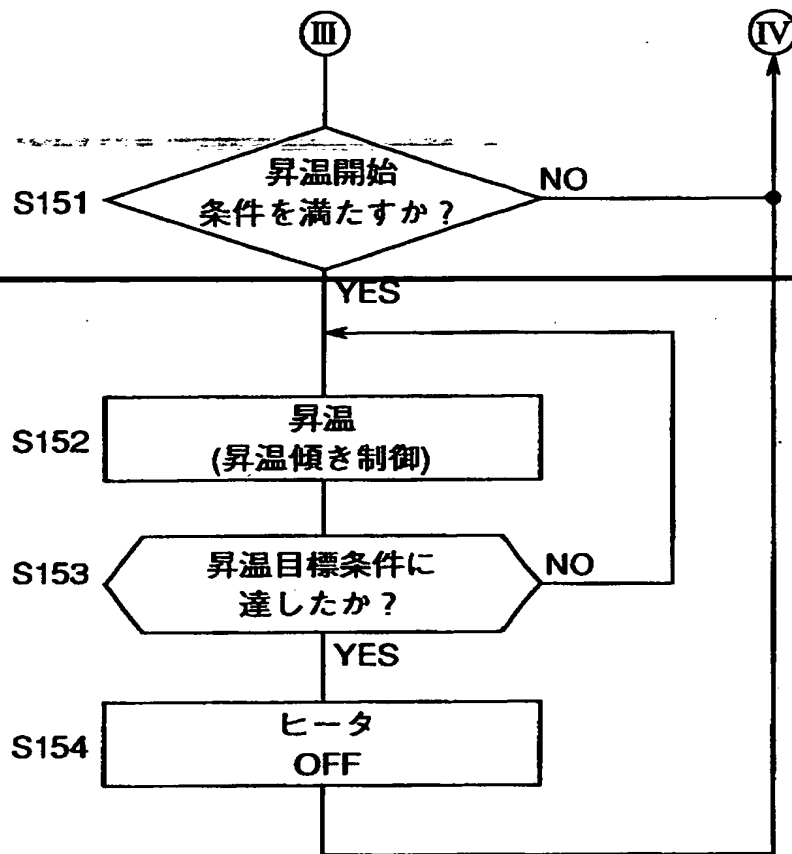 Ⅲ
Ⅳ
昇温開始
条件を満たすか？
S151
NO
YES
昇温
(昇温傾き制御)
S152
昇温目標条件に
達したか？
S153
NO
YES
ヒータ
OFF
S154